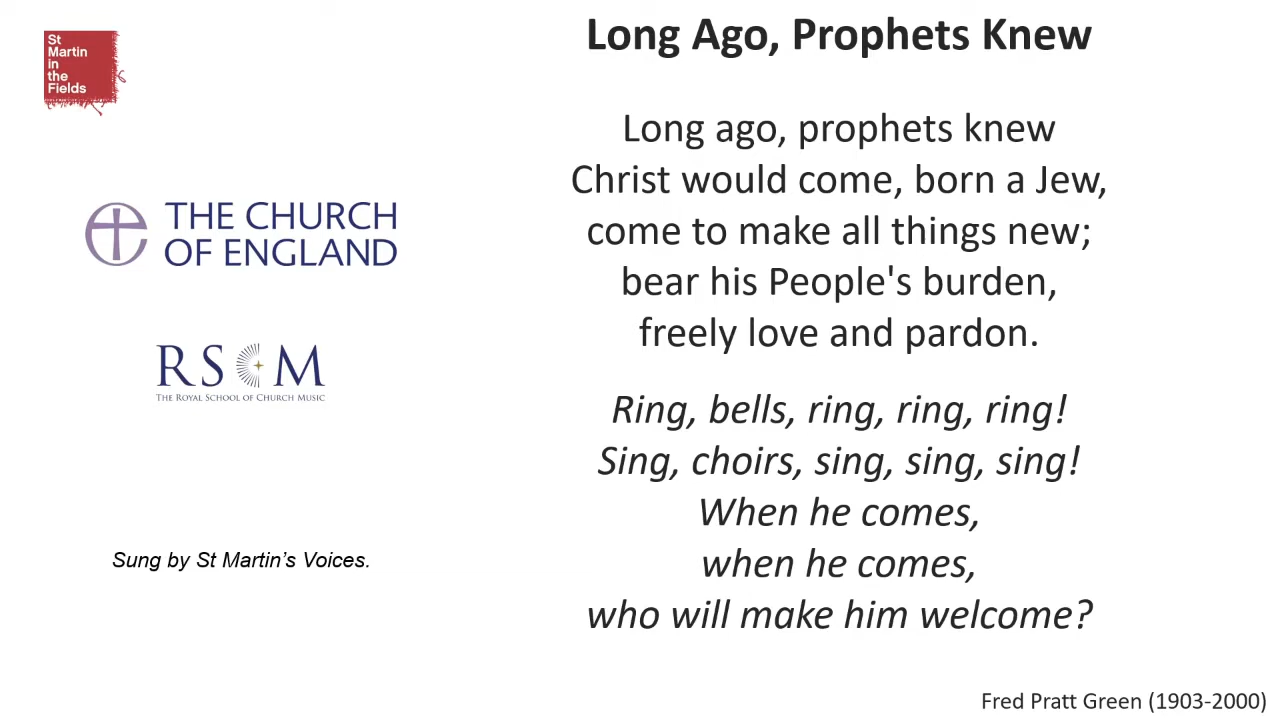 St
Martin
in
the
Fields
THE CHURCH
OF ENGLAND
RSCM
THE ROYAL SCHOOL OF CHURCH MUSIC
Sung by St Martin’s Voices.
Long Ago, Prophets Knew
Long ago, prophets knew
Christ would come, born a Jew,
come to make all things new;
bear his People's burden,
freely love and pardon.
Ring, bells, ring, ring, ring!
Sing, choirs, sing, sing, sing!
When he comes,
when he comes,
who will make him welcome?
Fred Pratt Green (1903-2000)